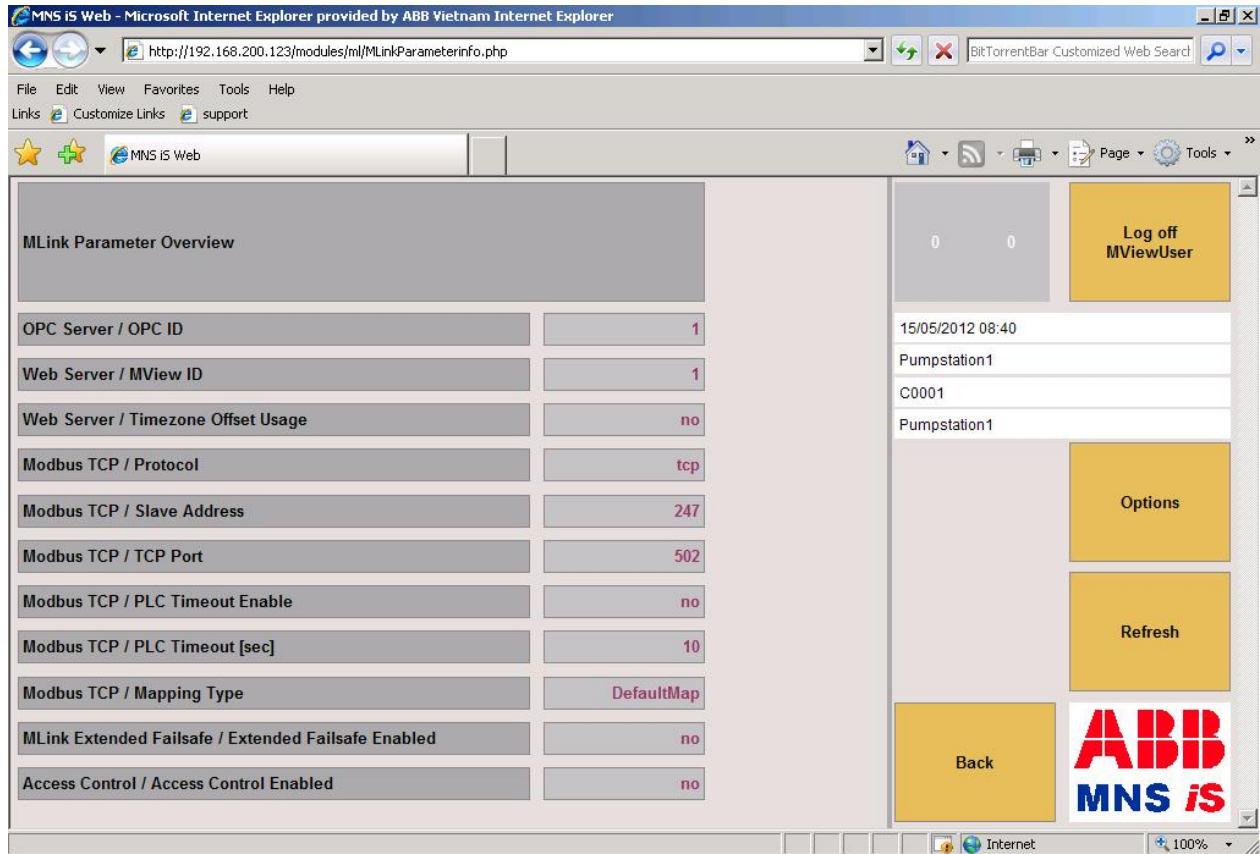 MNS iS Web - Microsoft Internet Explorer provided by ABB Vietnam Internet Explorer
http://192.168.200.123/modules/ml/MLinkParameterinfo.php
BitTorrentBar Customized Web Search
File Edit View Favorites Tools Help
Links Customize Links support
MNS iS Web
Page Tools »
MLink Parameter Overview
0 0
Log off
MViewUser
OPC Server / OPC ID 1
Web Server / MView ID 1
Web Server / Timezone Offset Usage no
Modbus TCP / Protocol tcp
Modbus TCP / Slave Address 247
Modbus TCP / TCP Port 502
Modbus TCP / PLC Timeout Enable no
Modbus TCP / PLC Timeout [sec] 10
Modbus TCP / Mapping Type DefaultMap
MLink Extended Failsafe / Extended Failsafe Enabled no
Access Control / Access Control Enabled no
15/05/2012 08:40
Pumpstation1
C0001
Pumpstation1
Options
Refresh
Back
ABB
MNS iS
Internet 100%